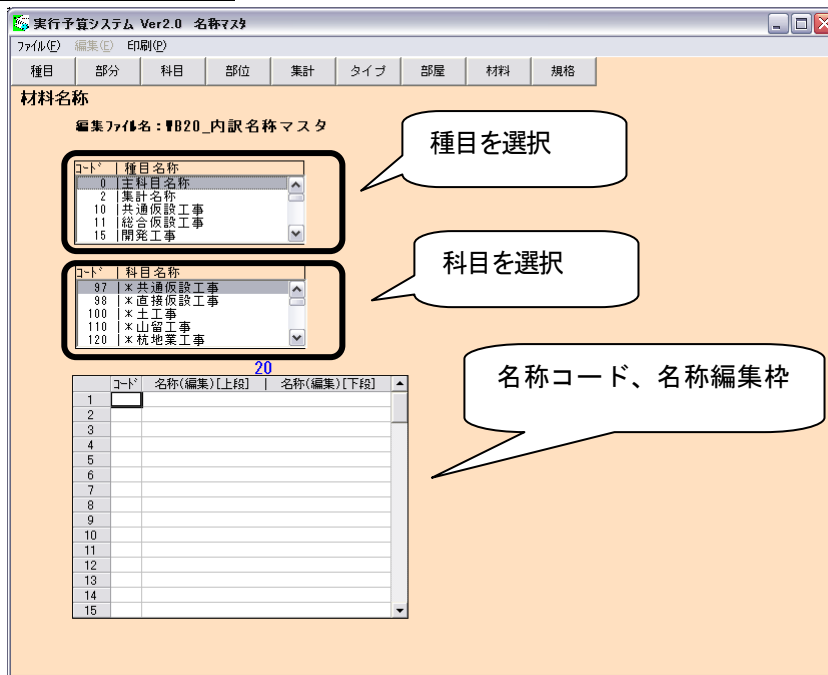 実行予算システム Ver2.0 名称マスタ
ファイル(F) 編集(E) 印刷(P)
種目 部分 科目 部位 集計 タイプ 部屋 材料 規格
材料名称
編集ファイル名：WB20_内訳名称マスタ
種目を選択
コード | 種目名称
0 | 主科目名称
2 | 集計名称
10 | 共通仮設工事
11 | 総合仮設工事
15 | 開発工事
科目を選択
コード | 科目名称
97 | ＊共通仮設工事
98 | ＊直接仮設工事
100 | ＊土工事
110 | ＊山留工事
120 | ＊杭地業工事
20
コード 名称(編集)[上段] | 名称(編集)[下段]
名称コード、名称編集枠
1
2
3
4
5
6
7
8
9
10
11
12
13
14
15